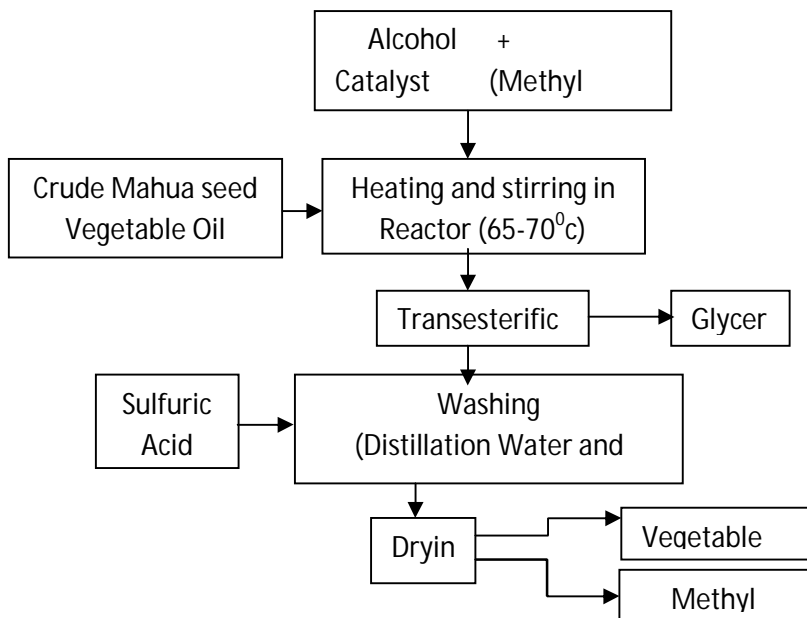 Alcohol +
Catalyst (Methyl
Crude Mahua seed
Vegetable Oil
Heating and stirring in
Reactor (65-70⁰c)
Transesterific
Glycer
Sulfuric
Acid
Washing
(Distillation Water and
Dryin
Vegetable
Methyl